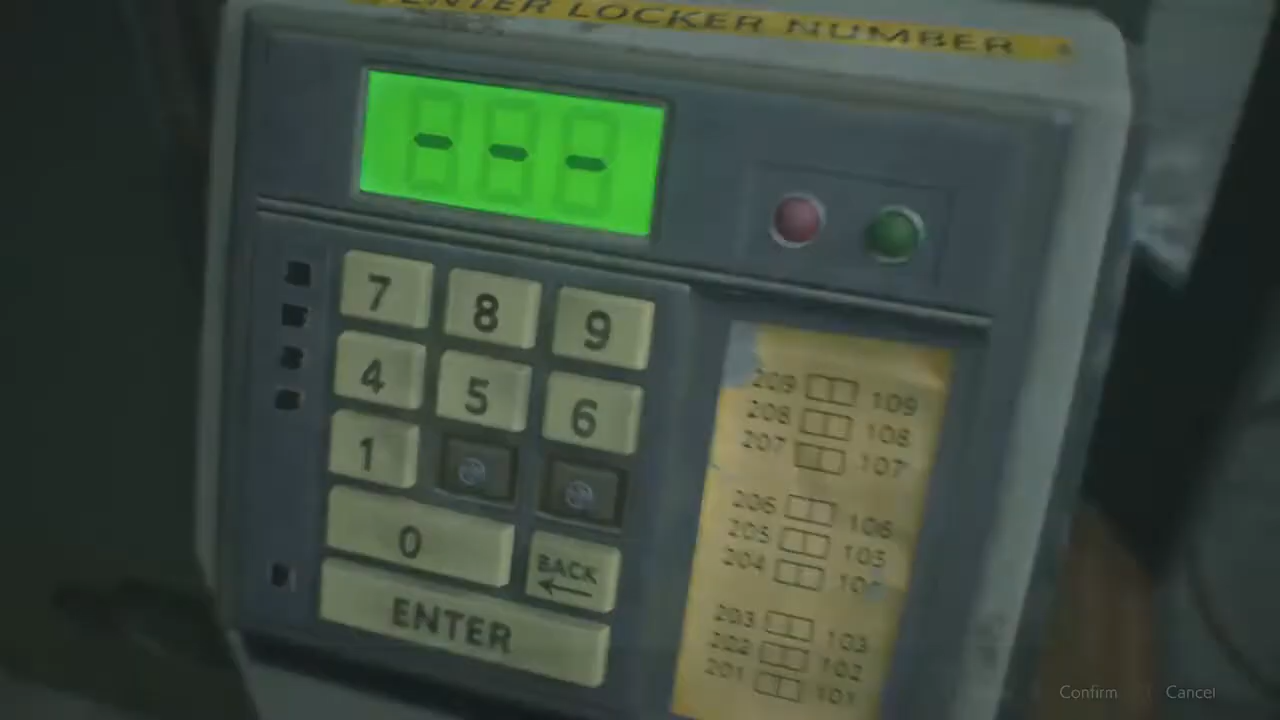 ENTER LOCKER NUMBER
- - -
7 8 9
4 5 6
1
0 BACK
ENTER
209 109
208 108
207 107
206 106
205 105
204 104
203 103
202 102
201 101
Confirm Cancel